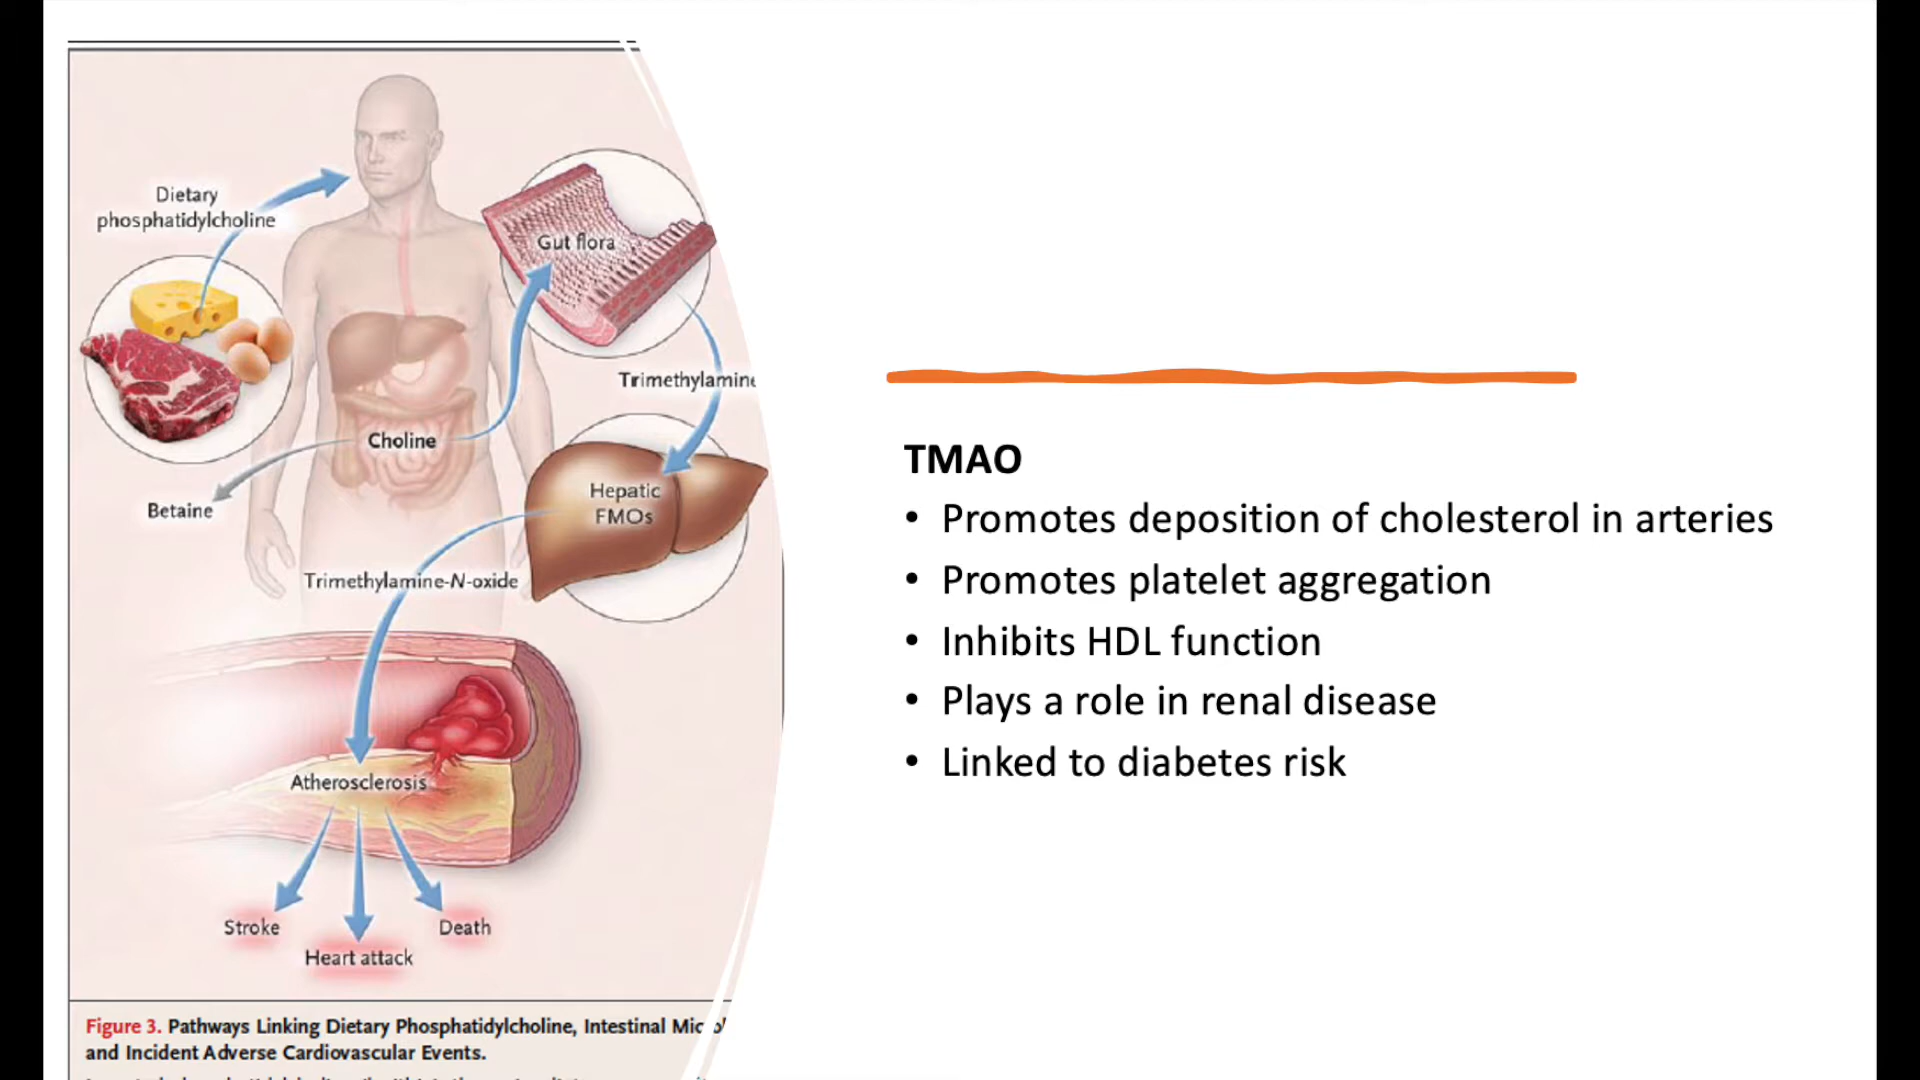 Dietary
phosphatidylcholine
Gut flora
Trimethylamine
Choline
Betaine
Hepatic
FMOs
Trimethylamine-N-oxide
Atherosclerosis
Stroke
Heart attack
Death
Figure 3. Pathways Linking Dietary Phosphatidylcholine, Intestinal
and Incident Adverse Cardiovascular Events.
TMAO
• Promotes deposition of cholesterol in arteries
• Promotes platelet aggregation
• Inhibits HDL function
• Plays a role in renal disease
• Linked to diabetes risk